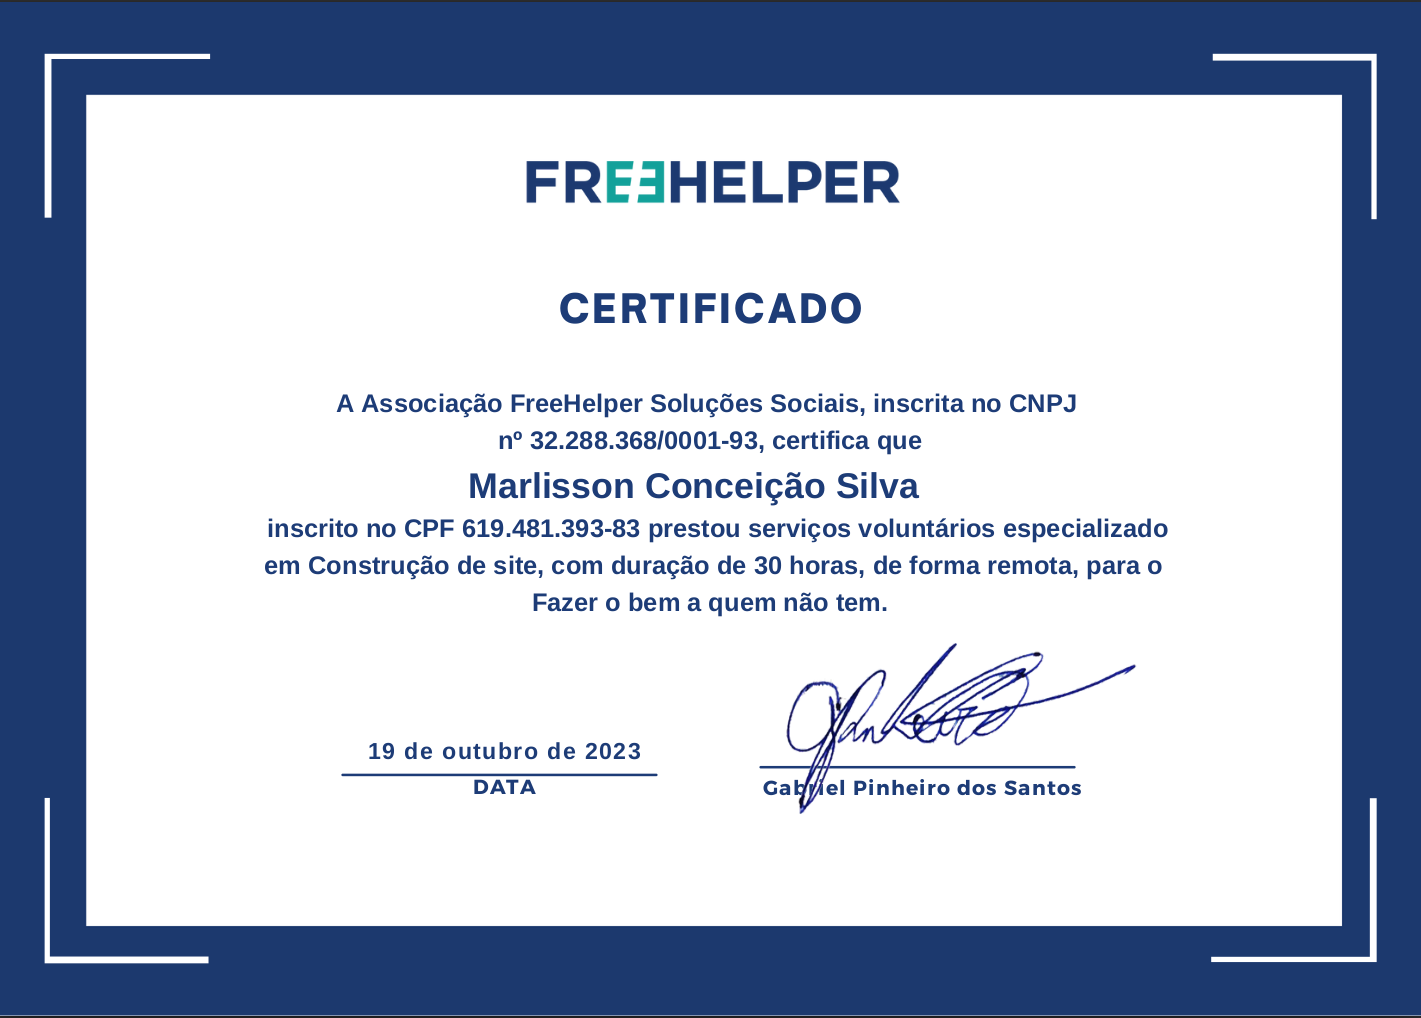 FREEHELPER
CERTIFICADO
A Associação FreeHelper Soluções Sociais, inscrita no CNPJ
nº 32.288.368/0001-93, certifica que
Marlisson Conceição Silva
inscrito no CPF 619.481.393-83 prestou serviços voluntários especializado
em Construção de site, com duração de 30 horas, de forma remota, para o
Fazer o bem a quem não tem.
19 de outubro de 2023
DATA
Gabriel Pinheiro dos Santos